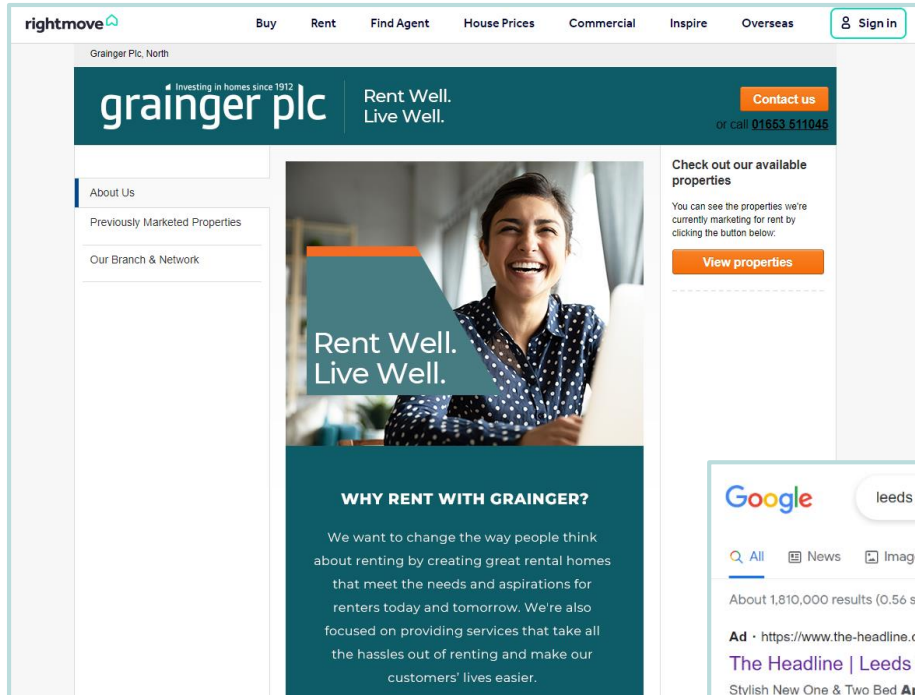 rightmove
Buy
Rent
Find Agent
House Prices
Commercial
Inspire
Overseas
Sign in
Grainger Plc, North
Investing in homes since 1912
grainger plc
Rent Well.
Live Well.
Contact us
or call 01653 511045
About Us
Previously Marketed Properties
Our Branch & Network
Rent Well.
Live Well.
Check out our available
properties
You can see the properties we're
currently marketing for rent by
clicking the button below:
View properties
WHY RENT WITH GRAINGER?
We want to change the way people think
about renting by creating great rental homes
that meet the needs and aspirations for
renters today and tomorrow. We're also
focused on providing services that take all
the hassles out of renting and make our
customers' lives easier.
Google
leeds
All
News
About 1,810,000 results (0.56
Ad · https://www.the-headline.
The Headline | Leeds
Stylish New One & Two Bed